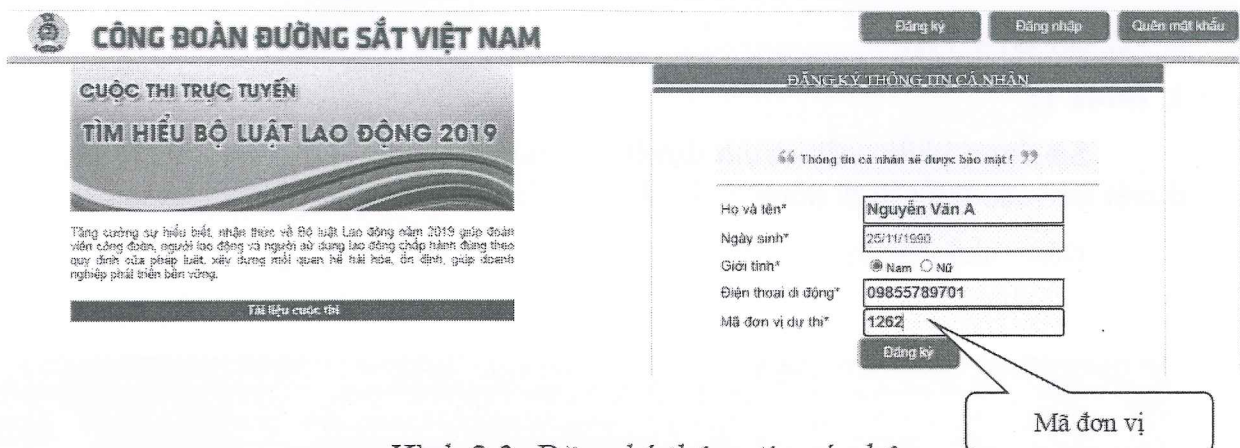 CÔNG ĐOÀN ĐƯỜNG SẮT VIỆT NAM
Đăng ký
Đăng nhập
Quên mật khẩu
CUỘC THI TRỰC TUYẾN
TÌM HIỂU BỘ LUẬT LAO ĐỘNG 2019
Tăng cường sự hiểu biết, nhận thức về Bộ luật Lao động năm 2019 giúp đoàn
viên công đoàn, người lao động và người sử dụng lao động chấp hành đúng theo
quy định của pháp luật, xây dựng mối quan hệ hài hòa, ổn định, giúp doanh
nghiệp phát triển bền vững.
Tài liệu cuộc thi
ĐĂNG KÝ THÔNG TIN CÁ NHÂN
“ Thông tin cá nhân sẽ được bảo mật ! ”
Họ và tên* Nguyễn Văn A
Ngày sinh* 25/11/1990
Giới tính* Nam Nữ
Điện thoại di động* 09855789701
Mã đơn vị dự thi* 1262
Đăng ký
Mã đơn vị